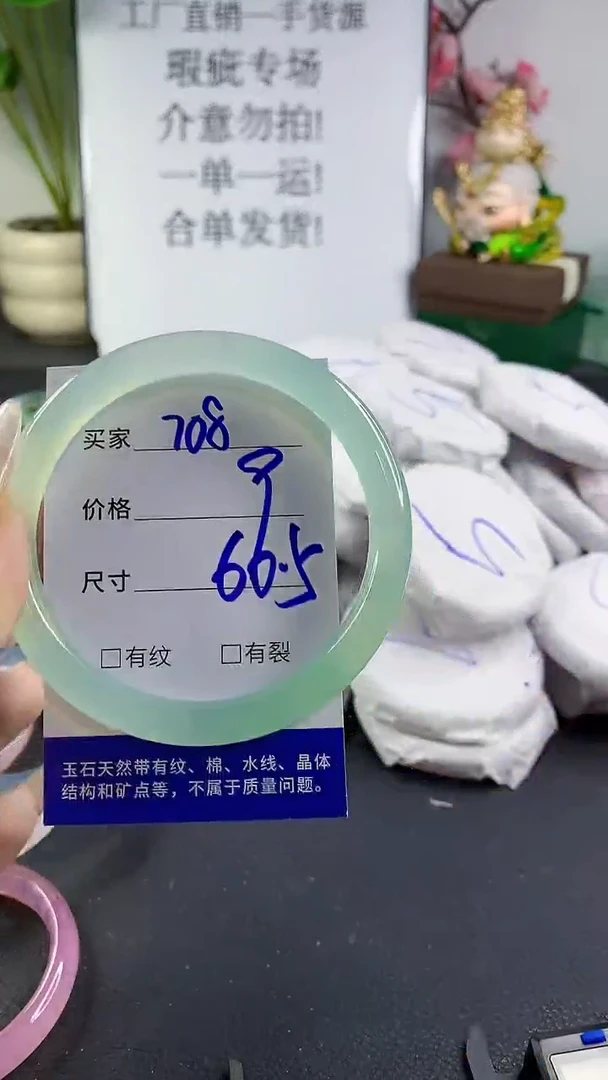 工厂直销一手货源
瑕疵专场
介意勿拍!
一单一运!
合单发货!
买家 708
价格
尺寸 66.5
□有纹 □有裂
玉石天然带有纹、棉、水线、晶体
结构和矿点等，不属于质量问题。